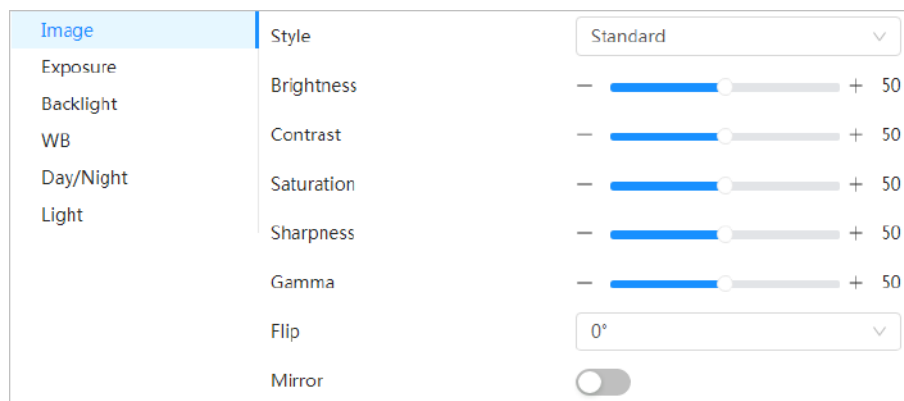 Image
Exposure
Backlight
WB
Day/Night
Light
Style Standard
Brightness − + 50
Contrast − + 50
Saturation − + 50
Sharpness − + 50
Gamma − + 50
Flip 0°
Mirror